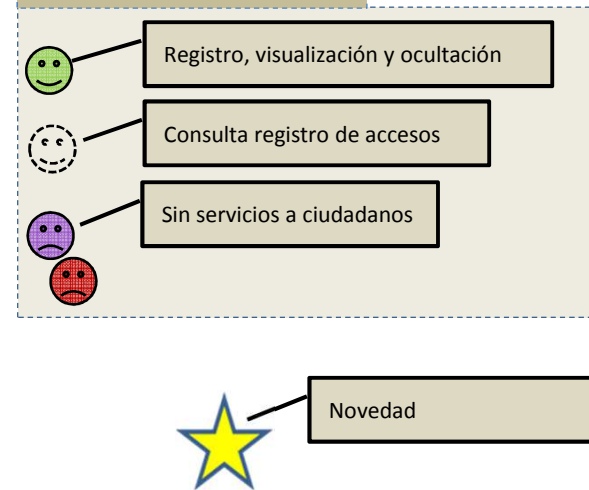 Registro, visualización y ocultación
Consulta registro de accesos
Sin servicios a ciudadanos
Novedad